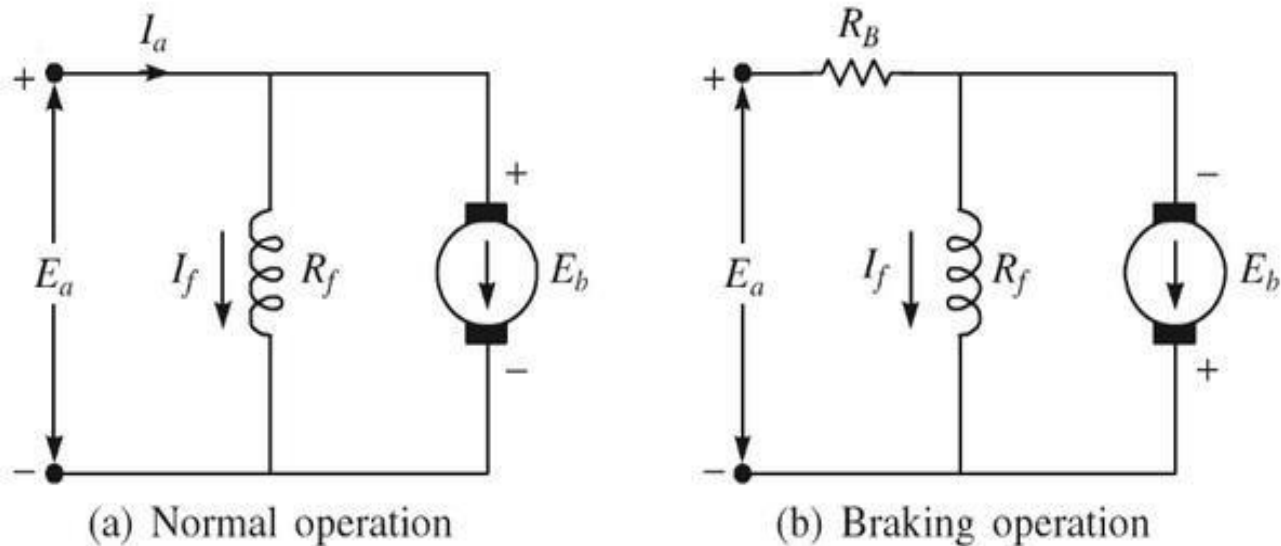 I_a
+
E_a
I_f
R_f
+
E_b
−
−
(a) Normal operation
R_B
+
E_a
I_f
R_f
−
E_b
+
−
(b) Braking operation